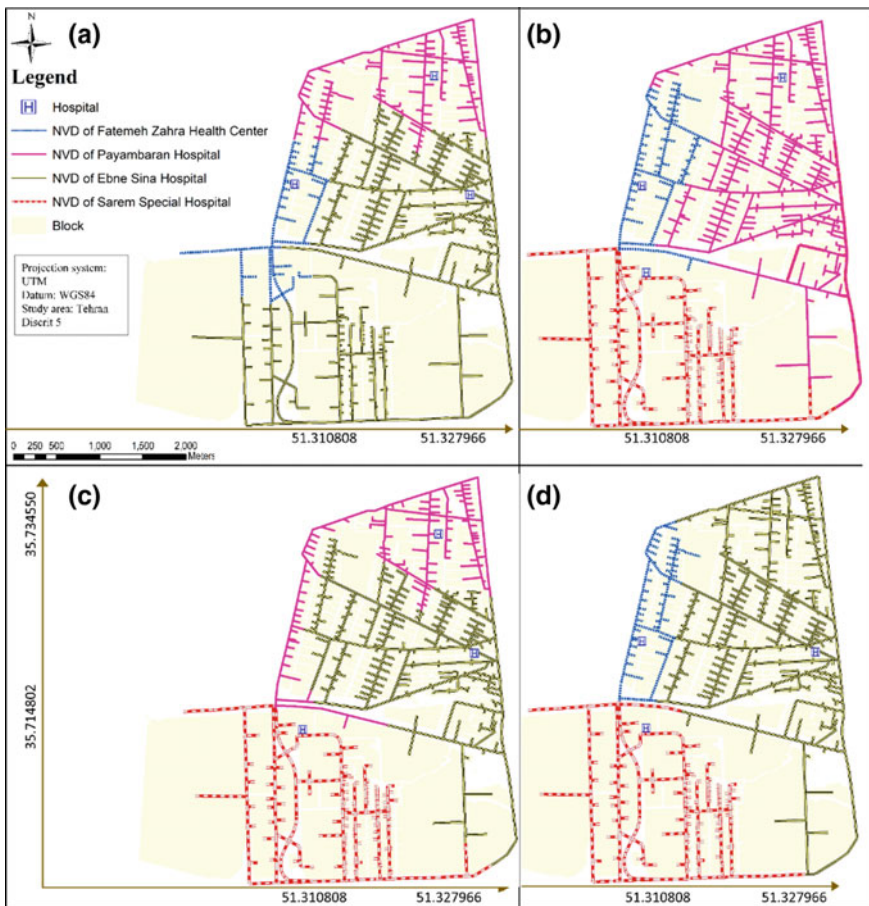 N
(a)
(b)
Legend
H Hospital
NVD of Fatemeh Zahra Health Center
NVD of Payambaran Hospital
NVD of Ebne Sina Hospital
NVD of Sarem Special Hospital
Block
Projection system:
UTM
Datum: WGS84
Study area: Tehran
Discrit 5
H
H
H
H
H
H
51.310808
51.327966
51.310808
51.327966
0 250 500 1,000 1,500 2,000
Meters
(c)
(d)
35.734550
35.714802
H
H
H
H
H
H
51.310808
51.327966
51.310808
51.327966